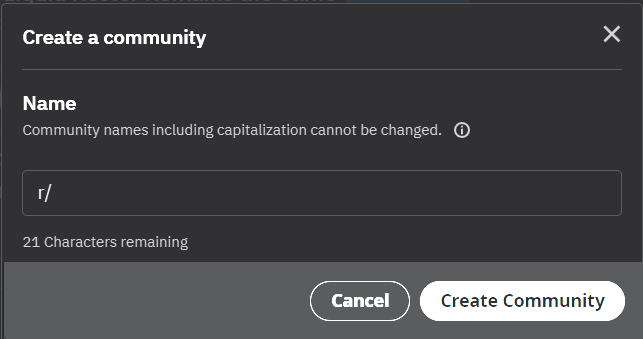 Create a community
Name
Community names including capitalization cannot be changed.
r/
21 Characters remaining
Cancel
Create Community